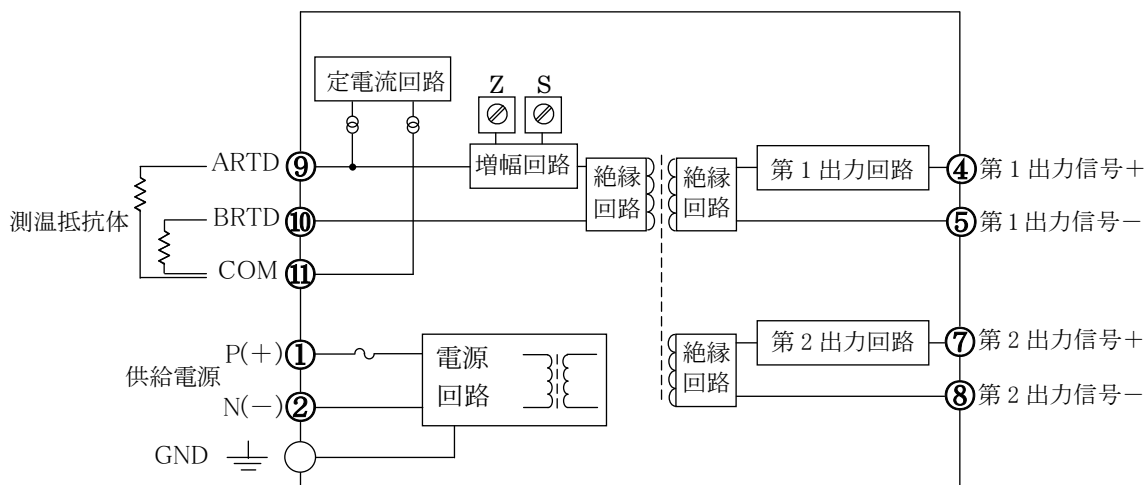 定電流回路
Z
S
ARTD
⑨
増幅回路
絶縁
回路
絶縁
回路
第1出力回路
④
第1出力信号+
測温抵抗体
BRTD
⑩
⑤
第1出力信号−
COM
⑪
供給電源
P(+)
①
電源
回路
絶縁
回路
第2出力回路
⑦
第2出力信号+
N(−)
②
⑧
第2出力信号−
GND